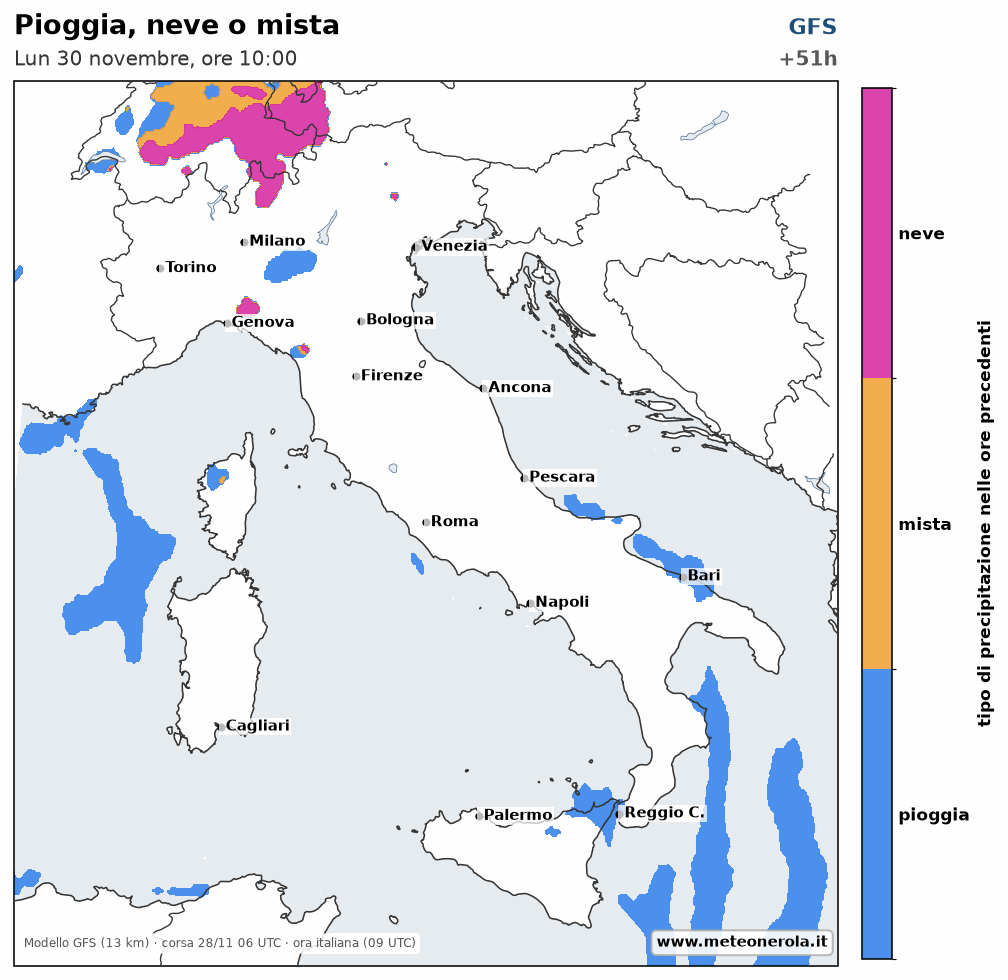 Pioggia, neve o mista
GFS
Lun 30 novembre, ore 10:00
+51h
neve
mista
pioggia
tipo di precipitazione nelle ore precedenti
Milano
Venezia
Torino
Genova
Bologna
Firenze
Ancona
Pescara
Roma
Bari
Napoli
Cagliari
Palermo
Reggio C.
Modello GFS (13 km) · corsa 28/11 06 UTC · ora italiana (09 UTC)
www.meteonerola.it